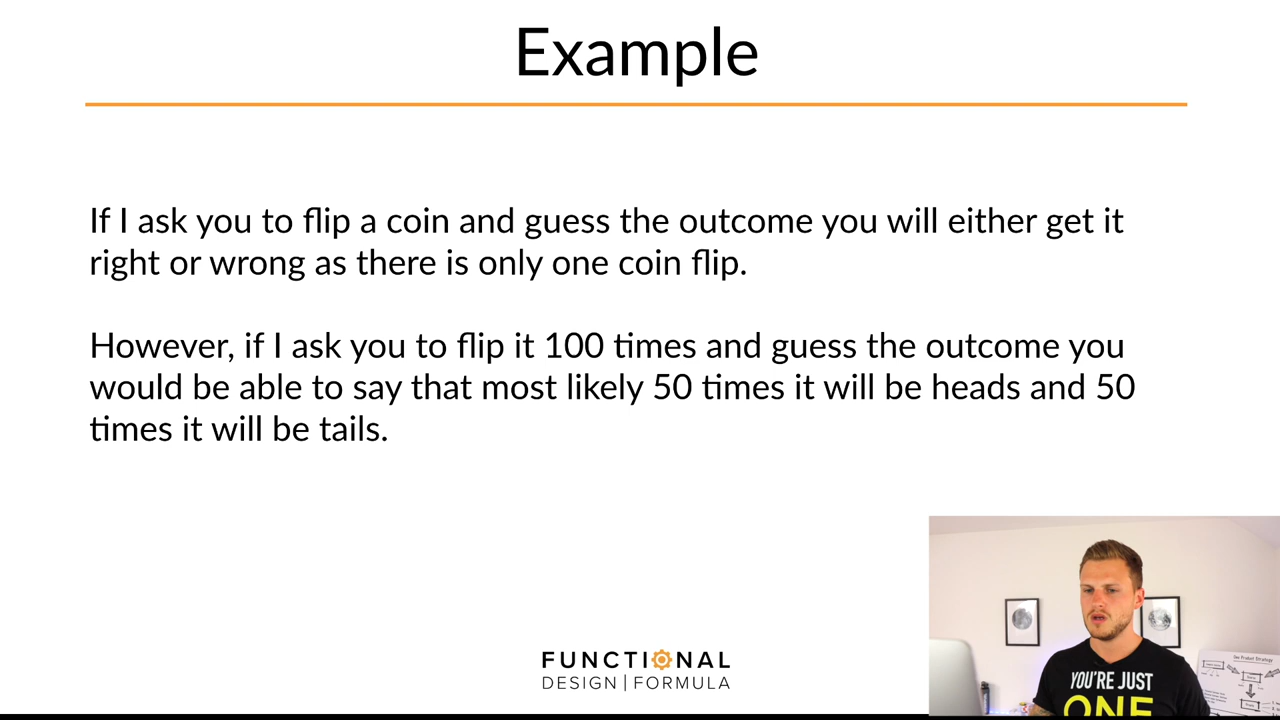 Example
If I ask you to flip a coin and guess the outcome you will either get it
right or wrong as there is only one coin flip.
However, if I ask you to flip it 100 times and guess the outcome you
would be able to say that most likely 50 times it will be heads and 50
times it will be tails.
FUNCTIONAL
DESIGN | FORMULA
YOU'RE JUST
ONE